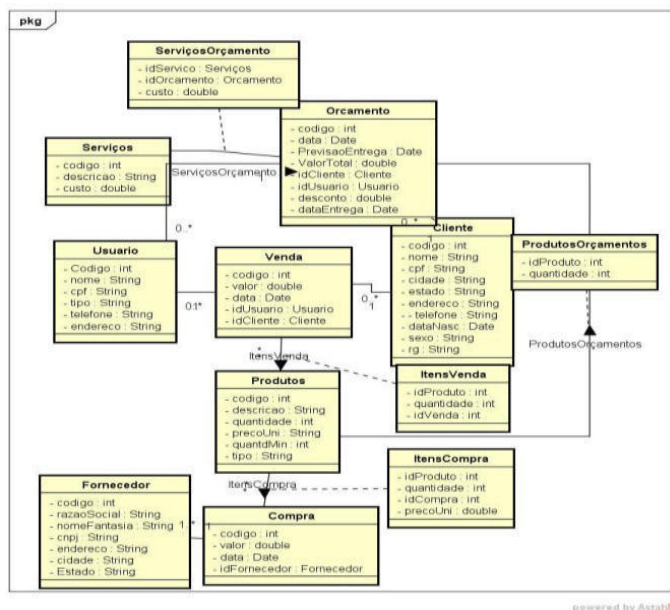 pkg
ServiçosOrçamento
- idServico : Serviços
- idOrcamento : Orcamento
- custo : double
Orcamento
- codigo : int
- data : Date
- PrevisaoEntrega : Date
- ValorTotal : double
- idCliente : Cliente
- idUsuario : Usuario
- desconto : double
- dataEntrega : Date
Serviços
- codigo : int
- descricao : String
- custo : double
ServiçosOrçamento
1
0..*
0..*
Cliente
1
- codigo : int
- nome : String
- cpf : String
- cidade : String
- estado : String
- endereco : String
- - telefone : String
- dataNasc : Date
- sexo : String
- rg : String
ProdutosOrçamentos
- idProduto : int
- quantidade : int
Usuario
- Codigo : int
- nome : String
- cpf : String
- tipo : String
- telefone : String
- endereco : String
Venda
- codigo : int
- valor : double
- data : Date
- idUsuario : Usuario
- idCliente : Cliente
0..*
1
ProdutosOrçamentos
* ItensVenda
Produtos
- codigo : int
- descricao : String
- quantidade : int
- precoUni : String
- quantdMin : int
- tipo : String
ItensVenda
- idProduto : int
- quantidade : int
- idVenda : int
ItensCompra
*
ItensCompra
- idProduto : int
- quantidade : int
- idCompra : int
- precoUni : double
Fornecedor
- codigo : int
- razaoSocial : String
- nomeFantasia : String
- cnpj : String
- endereco : String
- cidade : String
- Estado : String
Compra
- codigo : int
- valor : double
- data : Date
- idFornecedor : Fornecedor
powered by Astah